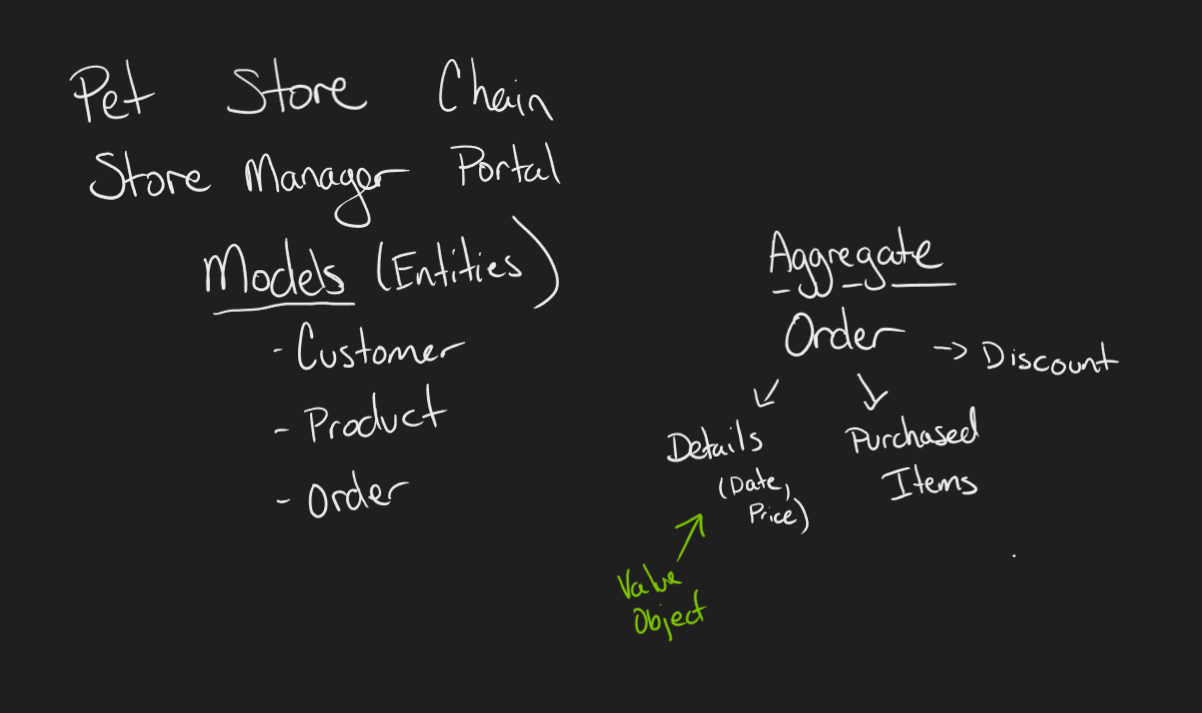 Pet Store Chain
Store Manager Portal
Models (Entities)
- Customer
- Product
- Order
Aggregate
Order -> Discount
Details
(Date,
Price)
Purchased
Items
Value
Object